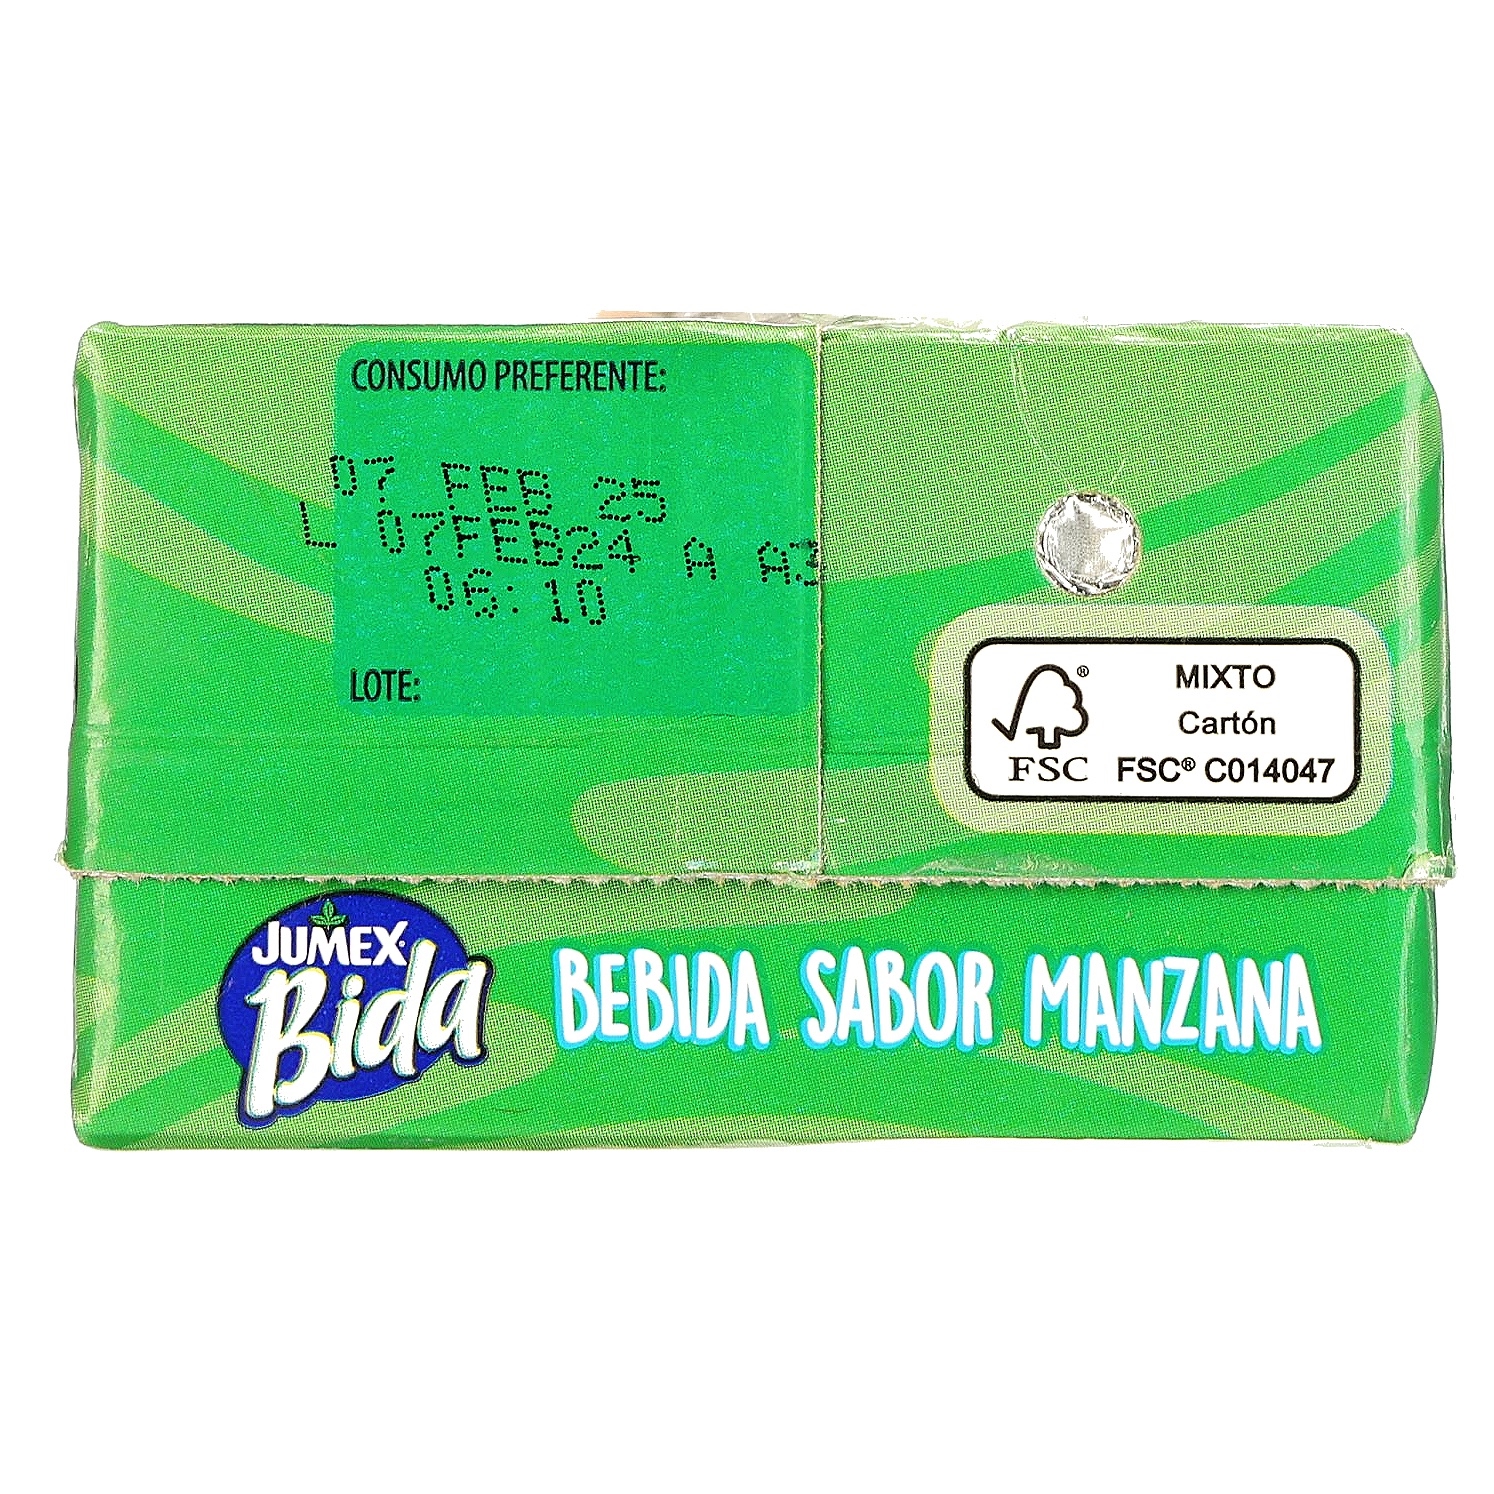 CONSUMO PREFERENTE:
07 FEB 25
L 07FEB24 A A3
06:10
LOTE:
MIXTO
Cartón
FSC® C014047
®
FSC
JUMEX®
Bida
BEBIDA SABOR MANZANA